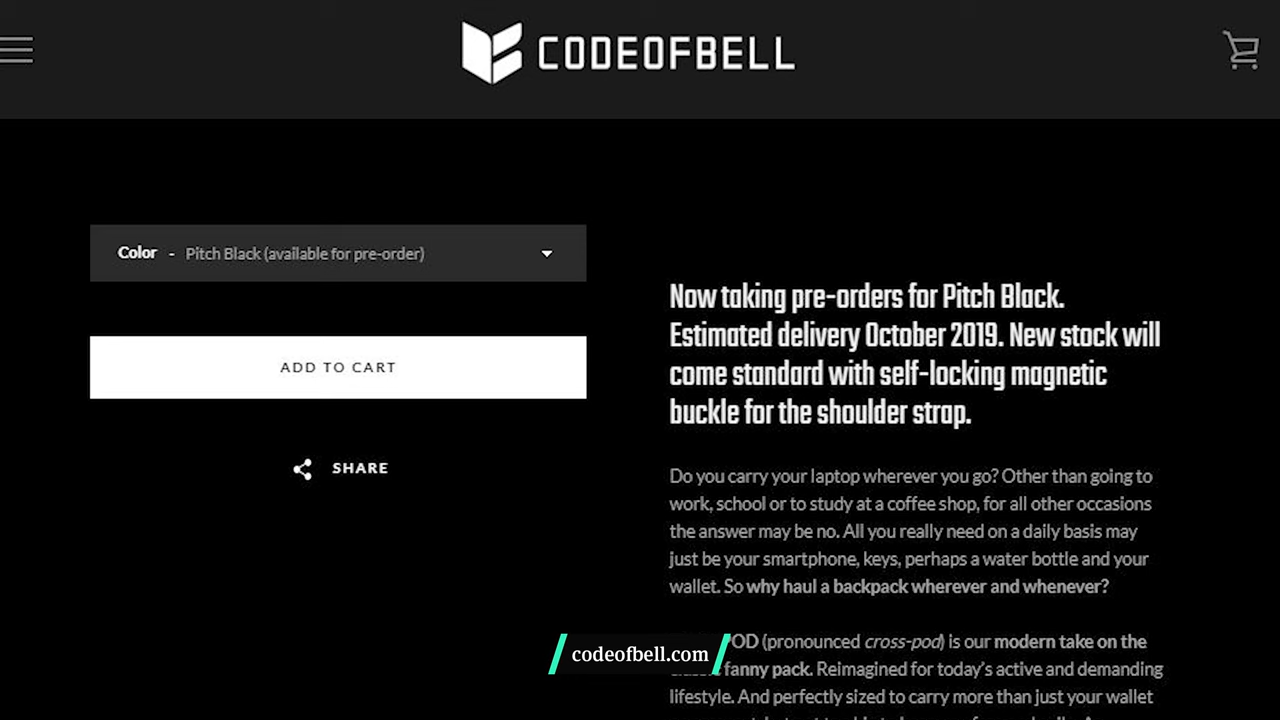 CODEOFBELL
Color - Pitch Black (available for pre-order)
ADD TO CART
SHARE
Now taking pre-orders for Pitch Black.
Estimated delivery October 2019. New stock will
come standard with self-locking magnetic
buckle for the shoulder strap.
Do you carry your laptop wherever you go? Other than going to
work, school or to study at a coffee shop, for all other occasions
the answer may be no. All you really need on a daily basis may
just be your smartphone, keys, perhaps a water bottle and your
wallet. So why haul a backpack wherever and whenever?
POD (pronounced cross-pod) is our modern take on the
fanny pack. Reimagined for today's active and demanding
lifestyle. And perfectly sized to carry more than just your wallet
codeofbell.com